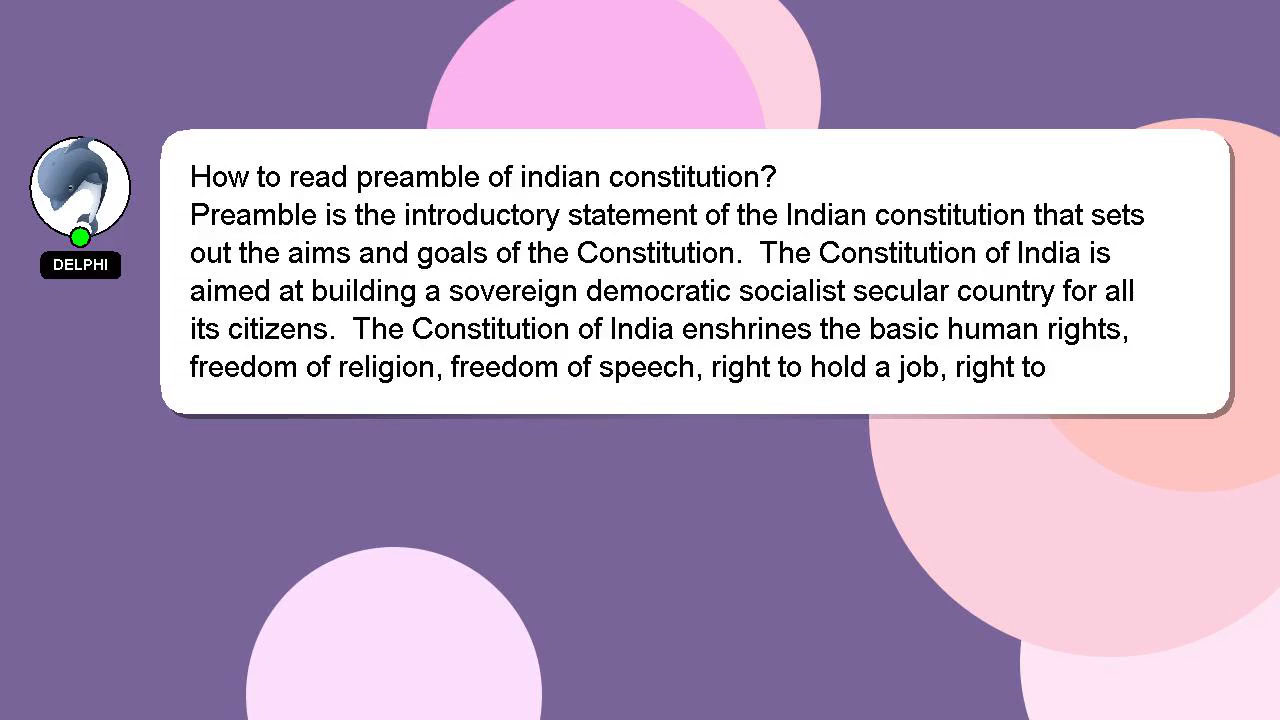 How to read preamble of indian constitution?
Preamble is the introductory statement of the Indian constitution that sets
out the aims and goals of the Constitution.  The Constitution of India is
aimed at building a sovereign democratic socialist secular country for all
its citizens.  The Constitution of India enshrines the basic human rights,
freedom of religion, freedom of speech, right to hold a job, right to
DELPHI